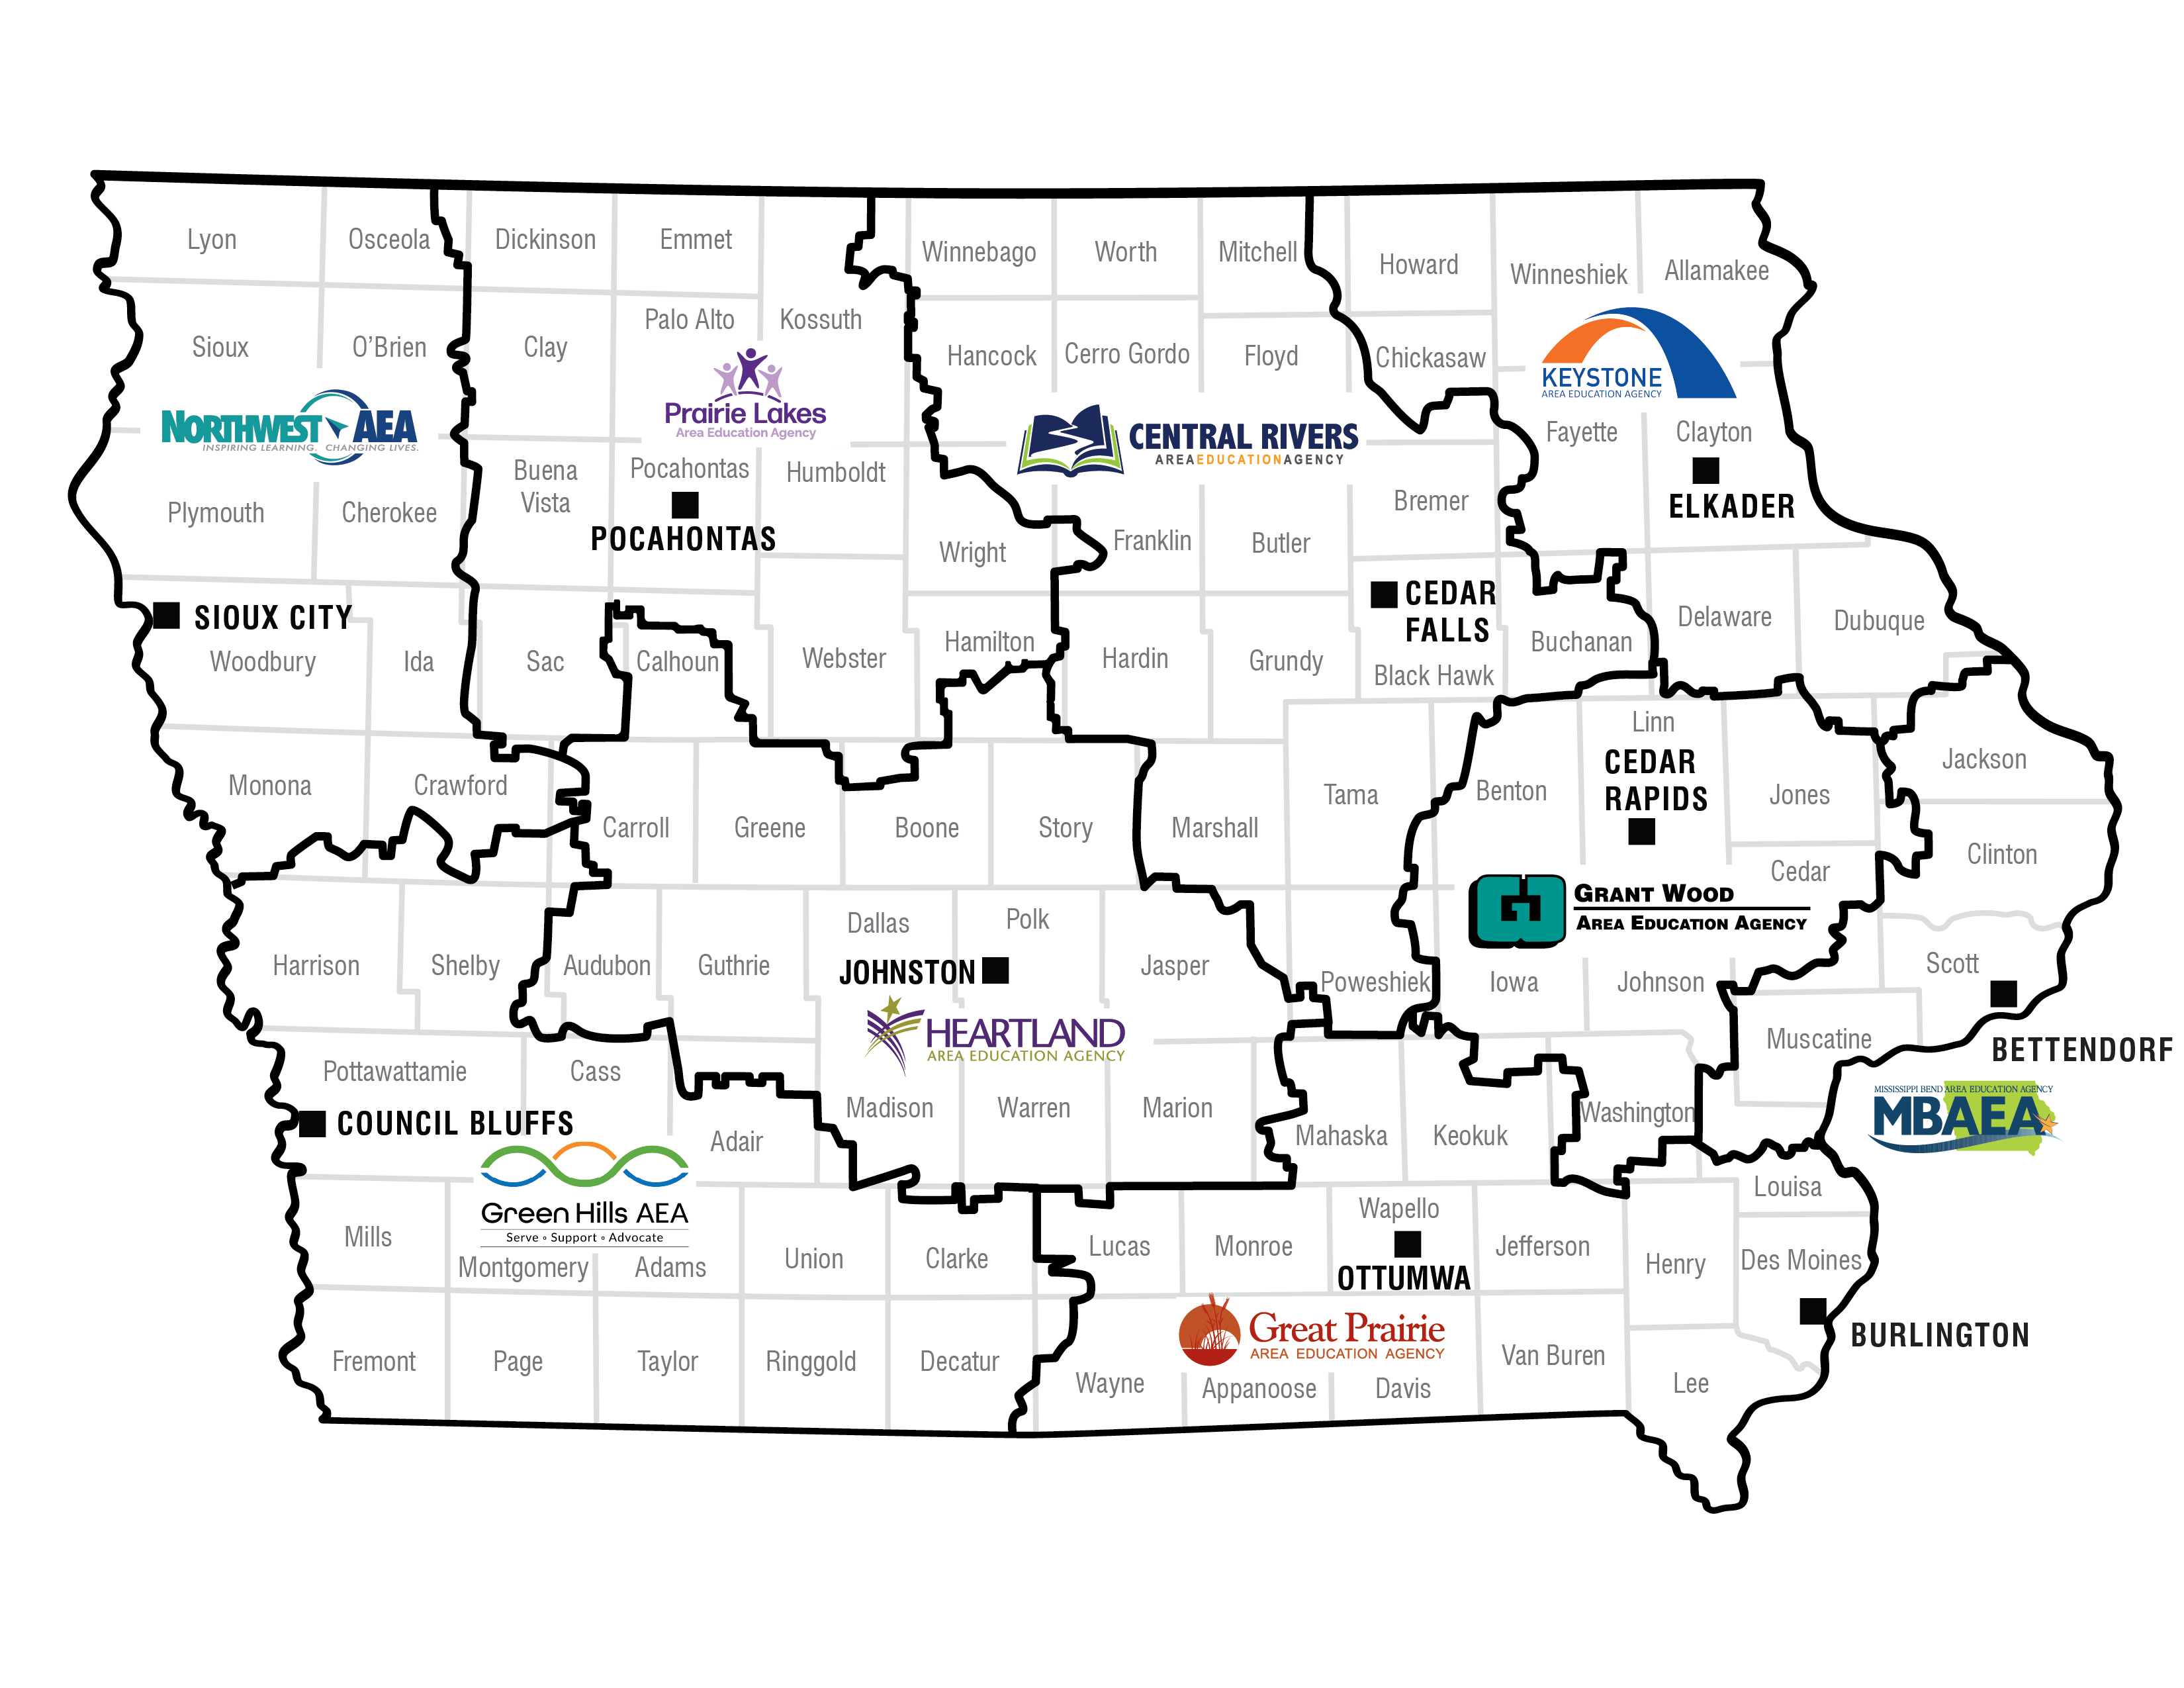 Lyon
Osceola
Dickinson
Emmet
Winnebago
Worth
Mitchell
Howard
Winneshiek
Allamakee
Sioux
O'Brien
Clay
Palo Alto
Kossuth
Hancock
Cerro Gordo
Floyd
Chickasaw
KEYSTONE
AREA EDUCATION AGENCY
NORTHWEST AEA
INSPIRING LEARNING. CHANGING LIVES.
Prairie Lakes
Area Education Agency
CENTRAL RIVERS
AREAEDUCATIONAGENCY
Fayette
Clayton
ELKADER
Plymouth
Cherokee
Buena
Vista
Pocahontas
POCAHONTAS
Humboldt
Wright
Franklin
Butler
Bremer
SIOUX CITY
Woodbury
Ida
Sac
Calhoun
Webster
Hamilton
Hardin
Grundy
CEDAR
FALLS
Black Hawk
Buchanan
Delaware
Dubuque
Monona
Crawford
Carroll
Greene
Boone
Story
Marshall
Tama
Benton
Linn
CEDAR
RAPIDS
Jones
Jackson
Cedar
Clinton
GRANT WOOD
AREA EDUCATION AGENCY
Harrison
Shelby
Audubon
Guthrie
Dallas
Polk
JOHNSTON
Jasper
Poweshiek
Iowa
Johnson
Scott
HEARTLAND
AREA EDUCATION AGENCY
Muscatine
BETTENDORF
MISSISSIPPI BEND AREA EDUCATION AGENCY
MBAEA
Pottawattamie
Cass
COUNCIL BLUFFS
Adair
Madison
Warren
Marion
Mahaska
Keokuk
Washington
Green Hills AEA
Serve ◦ Support ◦ Advocate
Louisa
Mills
Montgomery
Adams
Union
Clarke
Lucas
Monroe
Wapello
OTTUMWA
Jefferson
Henry
Des Moines
BURLINGTON
Great Prairie
AREA EDUCATION AGENCY
Fremont
Page
Taylor
Ringgold
Decatur
Wayne
Appanoose
Davis
Van Buren
Lee